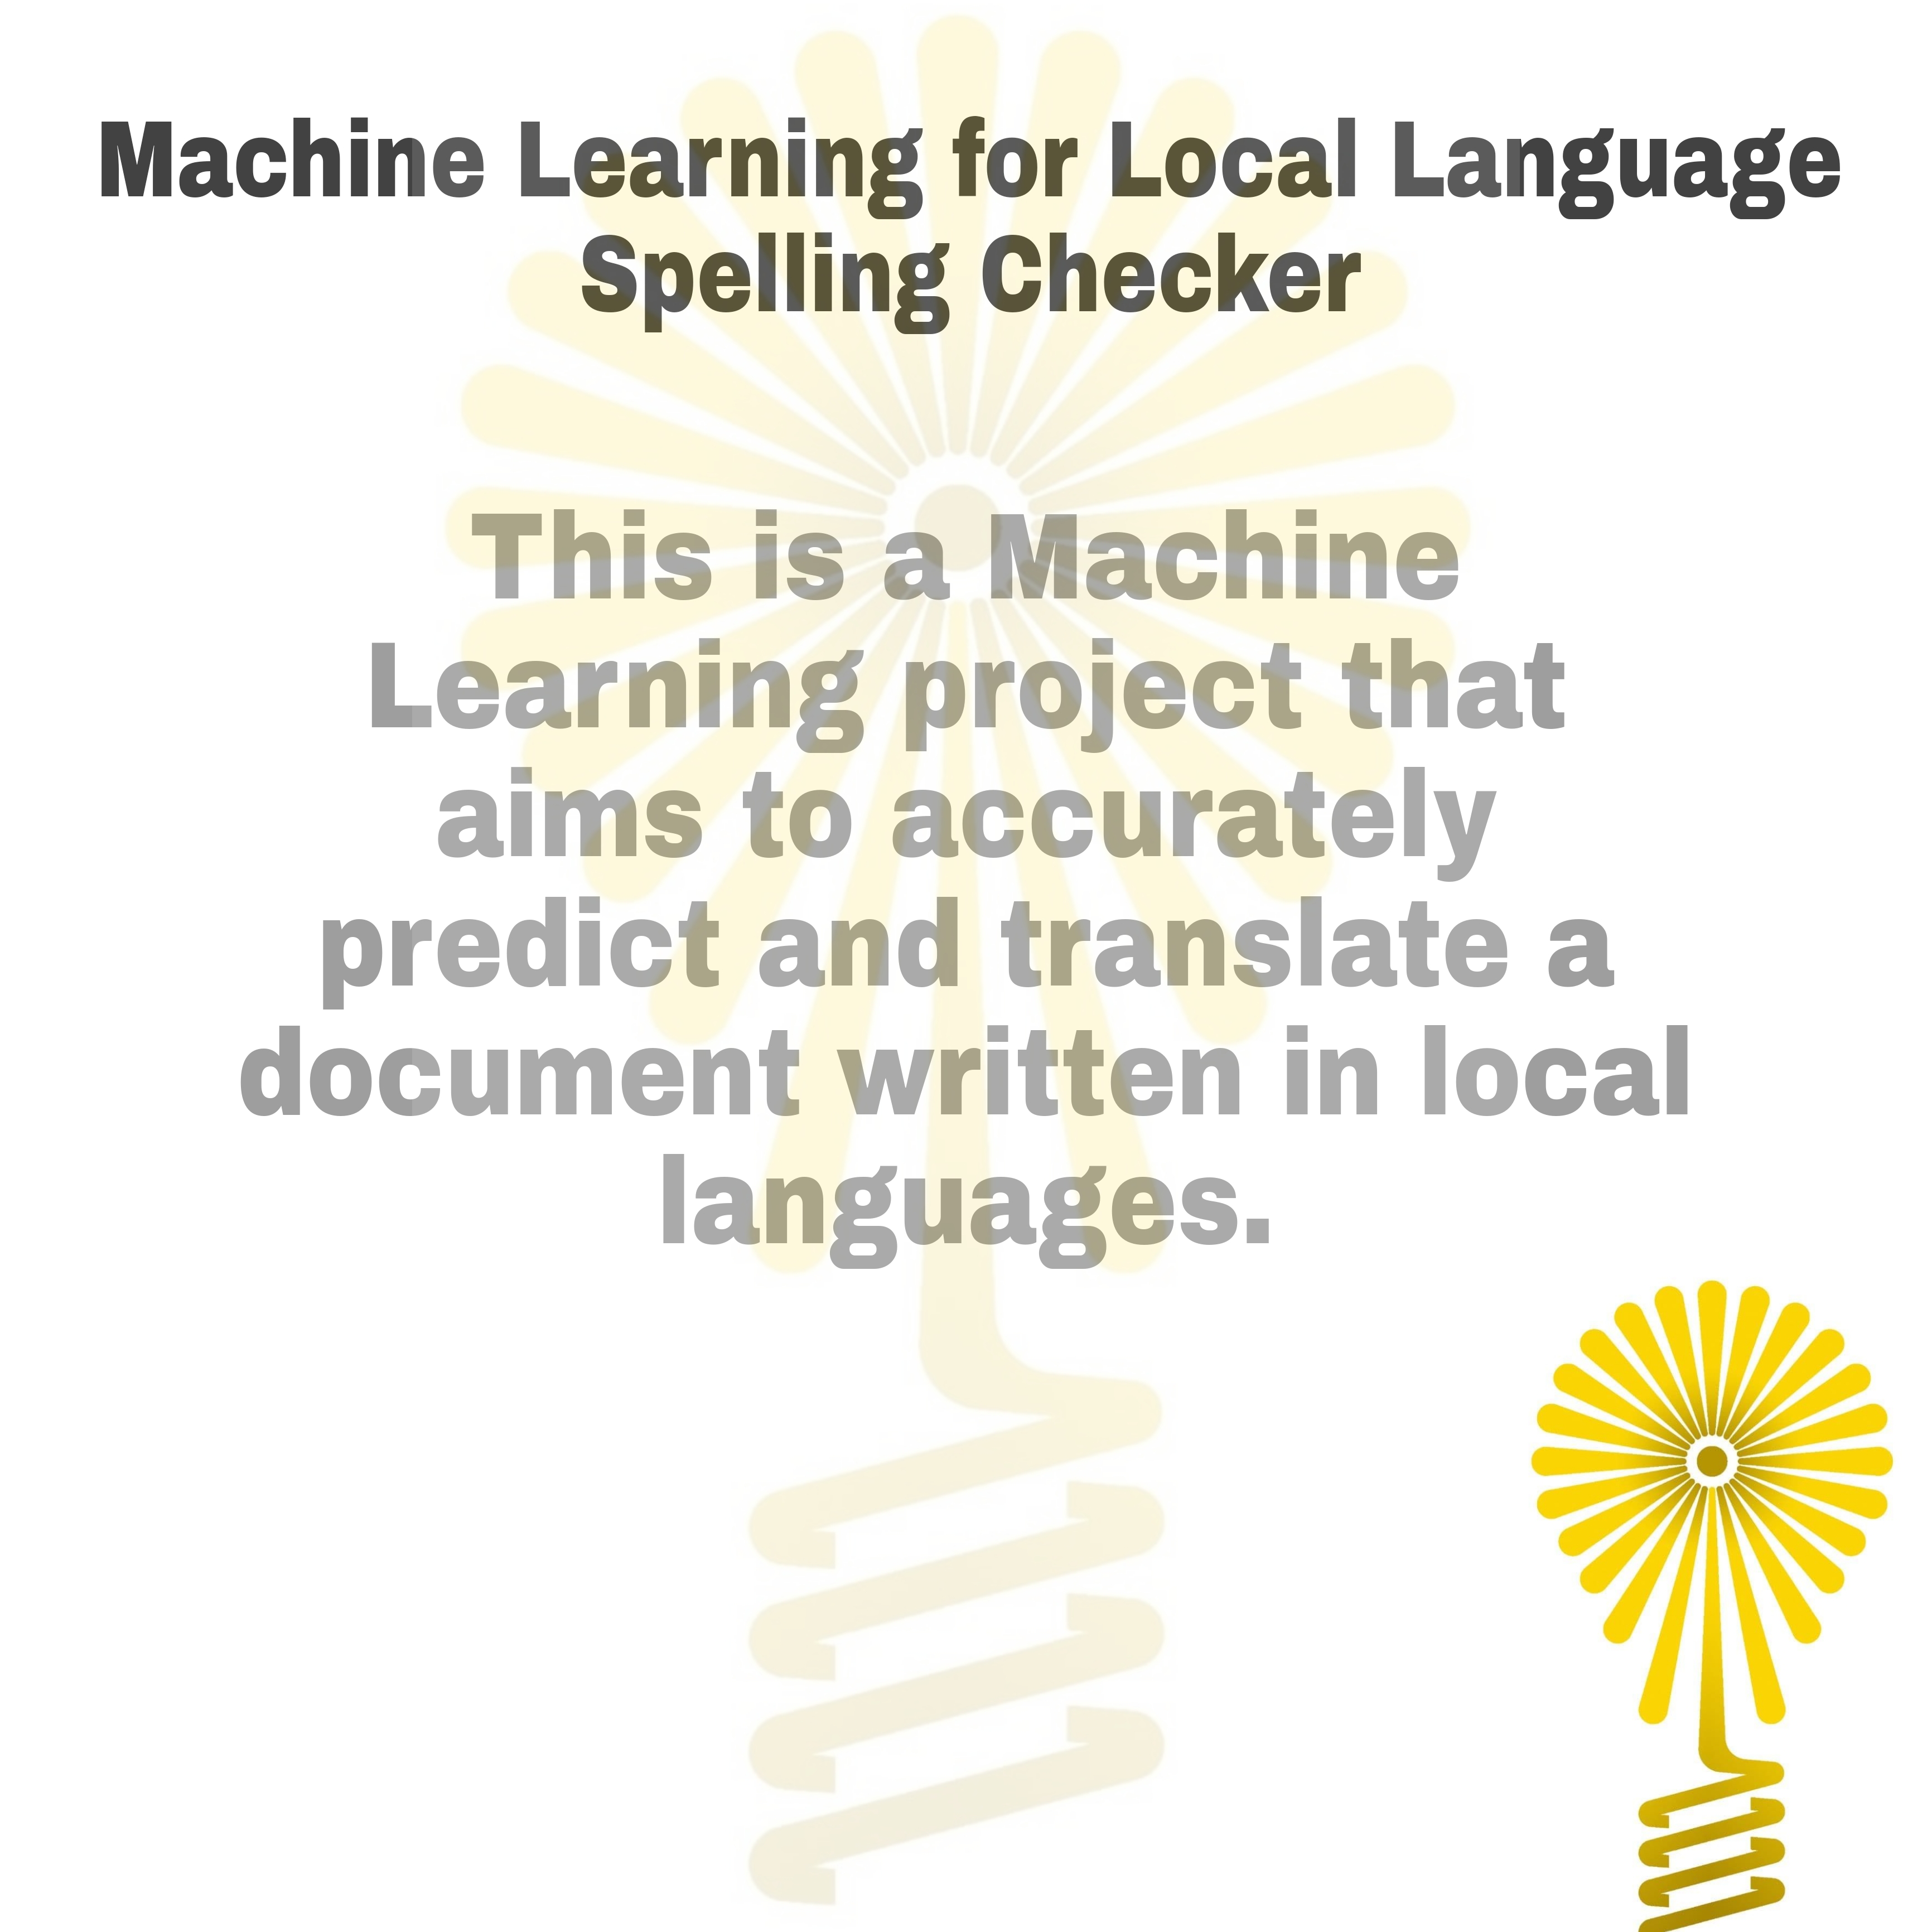 Machine Learning for Local Language
Spelling Checker
This is a Machine
Learning project that
aims to accurately
predict and translate a
document written in local
languages.